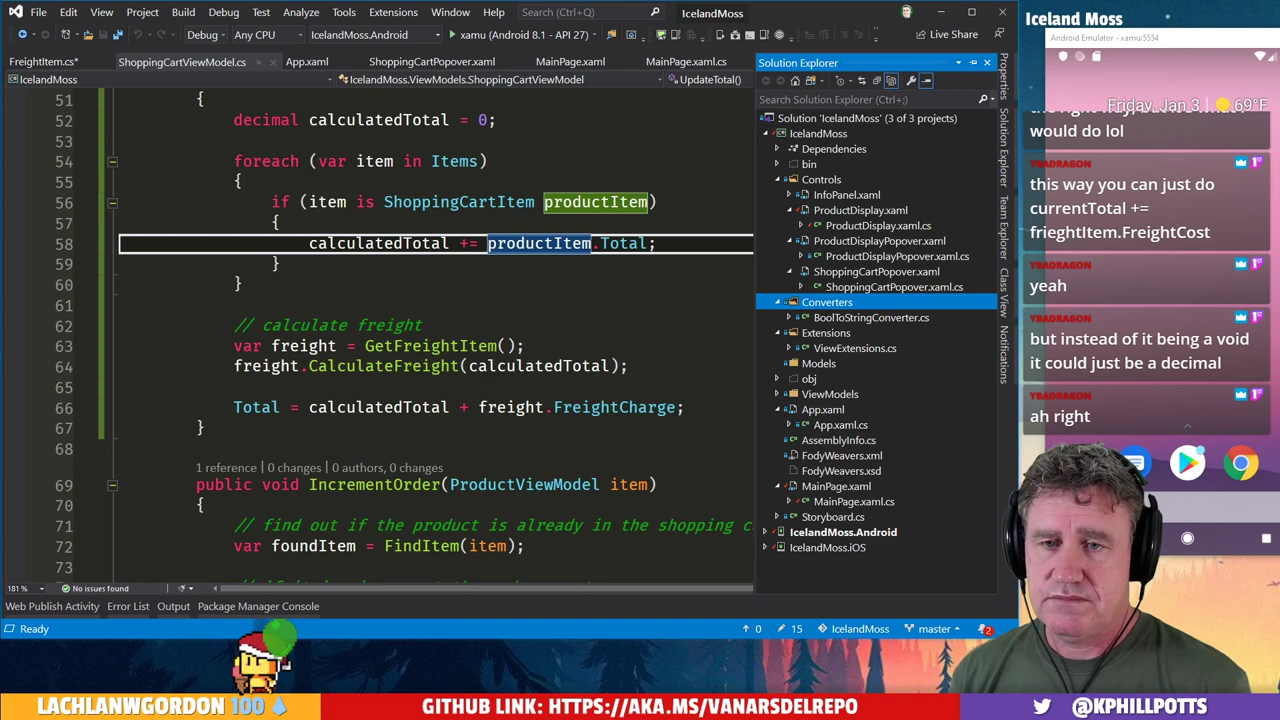 File Edit View Project Build Debug Test Analyze Tools Extensions Window Help Search (Ctrl+;) IcelandMoss
Debug Any CPU IcelandMoss.Android xamu (Android 8.1 - API 27) Live Share
FreightItem.cs* ShoppingCartViewModel.cs App.xaml ShoppingCartPopover.xaml MainPage.xaml MainPage.xaml.cs
IcelandMoss IcelandMoss.ViewModels.ShoppingCartViewModel UpdateTotal()
51 {
52 decimal calculatedTotal = 0;
53
54 foreach (var item in Items)
55 {
56 if (item is ShoppingCartItem productItem)
57 {
58 calculatedTotal += productItem.Total;
59 }
60 }
61
62 // calculate freight
63 var freight = GetFreightItem();
64 freight.CalculateFreight(calculatedTotal);
65
66 Total = calculatedTotal + freight.FreightCharge;
67 }
68
1 reference | 0 changes | 0 authors, 0 changes
69 public void IncrementOrder(ProductViewModel item)
70 {
71 // find out if the product is already in the shopping c
72 var foundItem = FindItem(item);
73
181 % No issues found
Web Publish Activity Error List Output Package Manager Console
Ready 0 15 IcelandMoss master 2
Solution Explorer
Search Solution Explorer (Ctrl+;)
Solution 'IcelandMoss' (3 of 3 projects)
IcelandMoss
Dependencies
bin
Controls
InfoPanel.xaml
ProductDisplay.xaml
ProductDisplay.xaml.cs
ProductDisplayPopover.xaml
ProductDisplayPopover.xaml.cs
ShoppingCartPopover.xaml
ShoppingCartPopover.xaml.cs
Converters
BoolToStringConverter.cs
Extensions
ViewExtensions.cs
Models
obj
ViewModels
App.xaml
App.xaml.cs
AssemblyInfo.cs
FodyWeavers.xml
FodyWeavers.xsd
MainPage.xaml
MainPage.xaml.cs
Storyboard.cs
IcelandMoss.Android
IcelandMoss.iOS
Properties
Solution Explorer
Team Explorer
Class View
Notifications
Iceland Moss
Android Emulator - xamu:5554
Friday, Jan 3 69°F
would do lol
YBADRAGON
this way you can just do
currentTotal +=
frieghtItem.FreightCost
YBADRAGON
yeah
YBADRAGON
but instead of it being a void
it could just be a decimal
YBADRAGON
ah right
LACHLANWGORDON 100
GITHUB LINK: HTTPS://AKA.MS/VANARSDELREPO
@KPHILLPOTTS